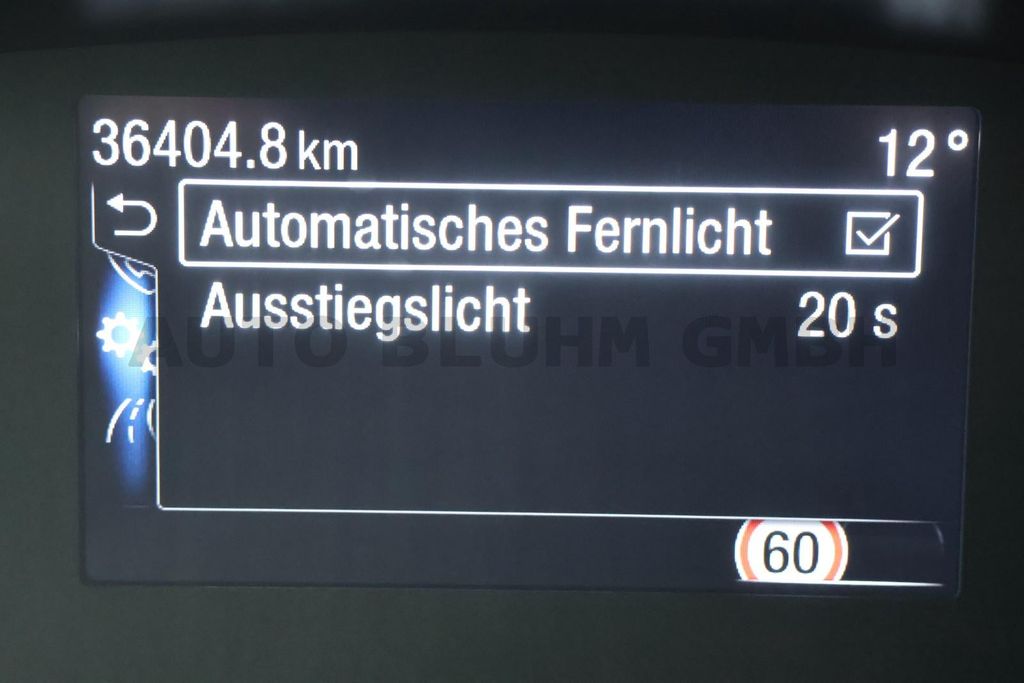 36404.8 km 12°
Automatisches Fernlicht
Ausstiegslicht 20 s
AUTO BLUHM GMBH
60